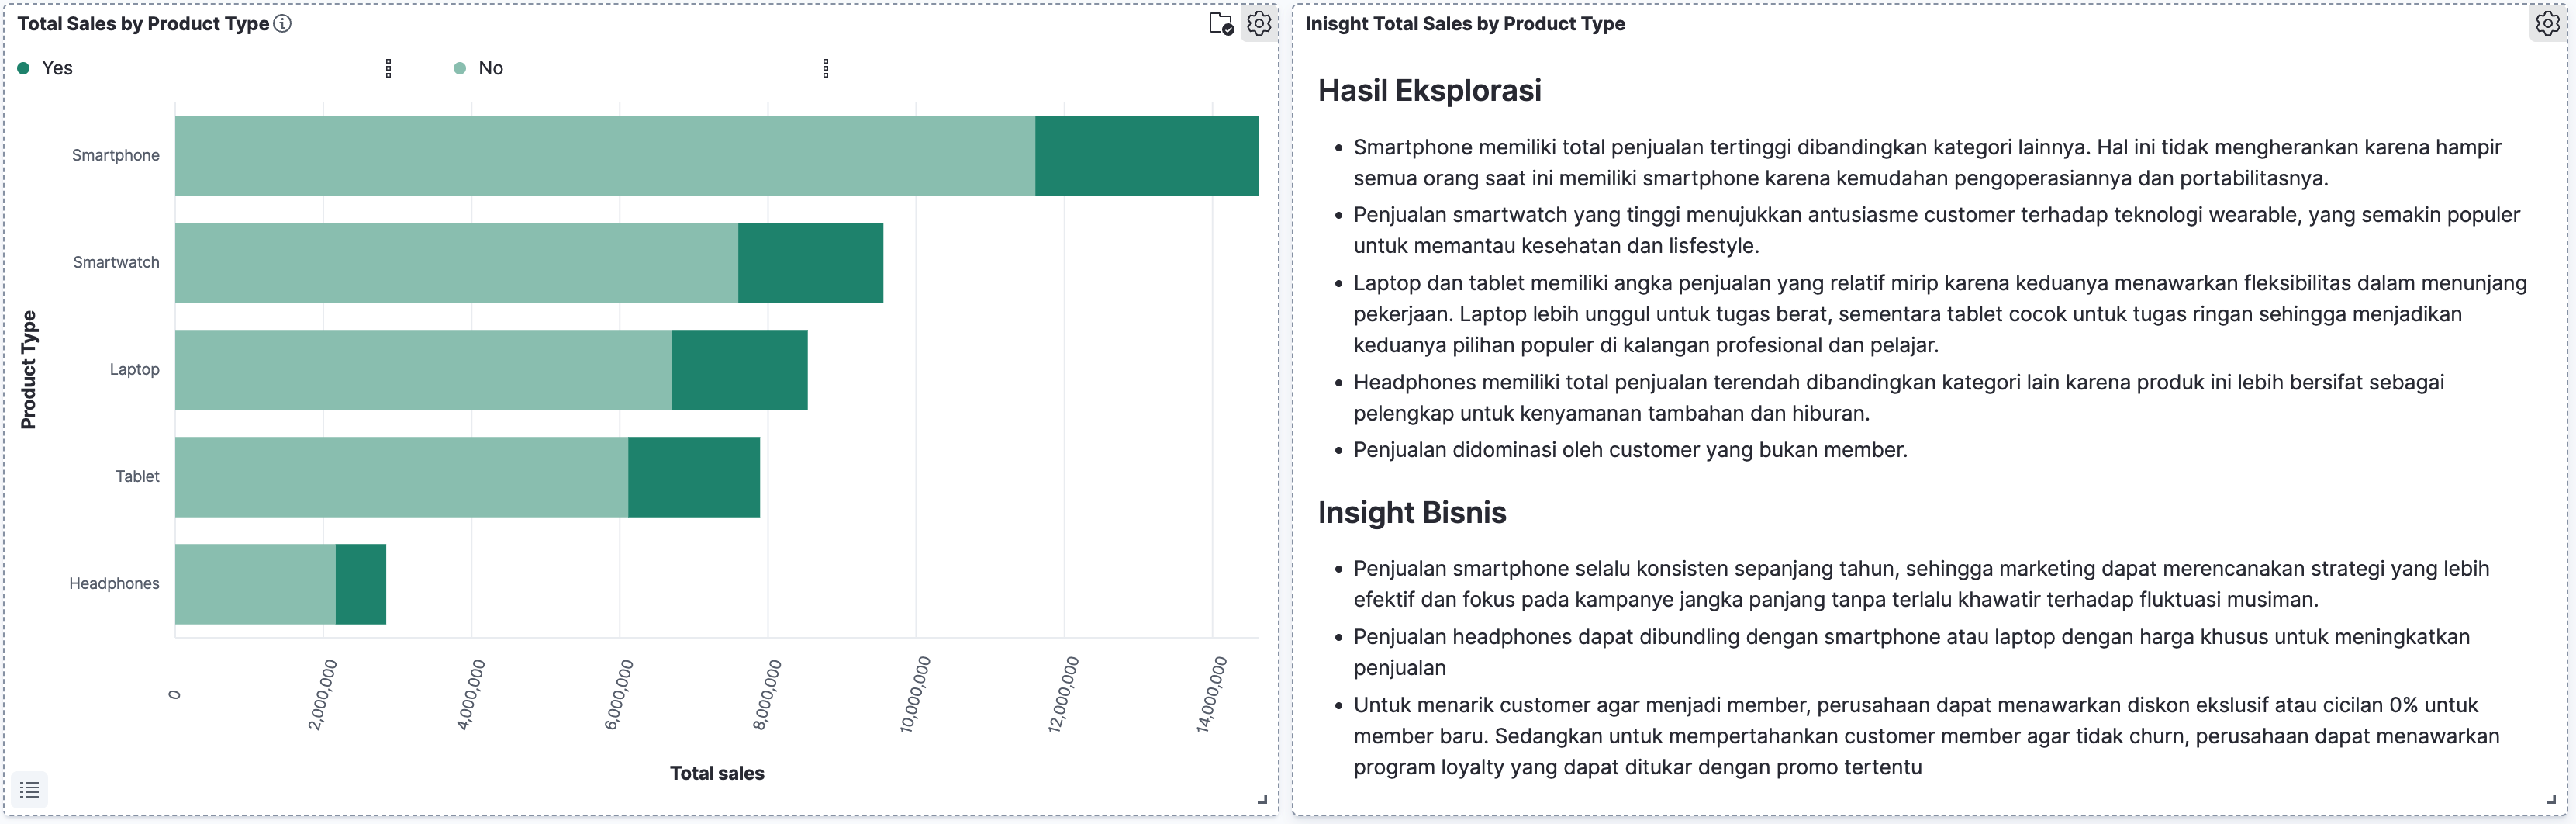 Total Sales by Product Type
Yes
No
Product Type
Smartphone
Smartwatch
Laptop
Tablet
Headphones
0
2,000,000
4,000,000
6,000,000
8,000,000
10,000,000
12,000,000
14,000,000
Total sales
Inisght Total Sales by Product Type
Hasil Eksplorasi
• Smartphone memiliki total penjualan tertinggi dibandingkan kategori lainnya. Hal ini tidak mengherankan karena hampir
semua orang saat ini memiliki smartphone karena kemudahan pengoperasiannya dan portabilitasnya.
• Penjualan smartwatch yang tinggi menujukkan antusiasme customer terhadap teknologi wearable, yang semakin populer
untuk memantau kesehatan dan lisfestyle.
• Laptop dan tablet memiliki angka penjualan yang relatif mirip karena keduanya menawarkan fleksibilitas dalam menunjang
pekerjaan. Laptop lebih unggul untuk tugas berat, sementara tablet cocok untuk tugas ringan sehingga menjadikan
keduanya pilihan populer di kalangan profesional dan pelajar.
• Headphones memiliki total penjualan terendah dibandingkan kategori lain karena produk ini lebih bersifat sebagai
pelengkap untuk kenyamanan tambahan dan hiburan.
• Penjualan didominasi oleh customer yang bukan member.
Insight Bisnis
• Penjualan smartphone selalu konsisten sepanjang tahun, sehingga marketing dapat merencanakan strategi yang lebih
efektif dan fokus pada kampanye jangka panjang tanpa terlalu khawatir terhadap fluktuasi musiman.
• Penjualan headphones dapat dibundling dengan smartphone atau laptop dengan harga khusus untuk meningkatkan
penjualan
• Untuk menarik customer agar menjadi member, perusahaan dapat menawarkan diskon ekslusif atau cicilan 0% untuk
member baru. Sedangkan untuk mempertahankan customer member agar tidak churn, perusahaan dapat menawarkan
program loyalty yang dapat ditukar dengan promo tertentu